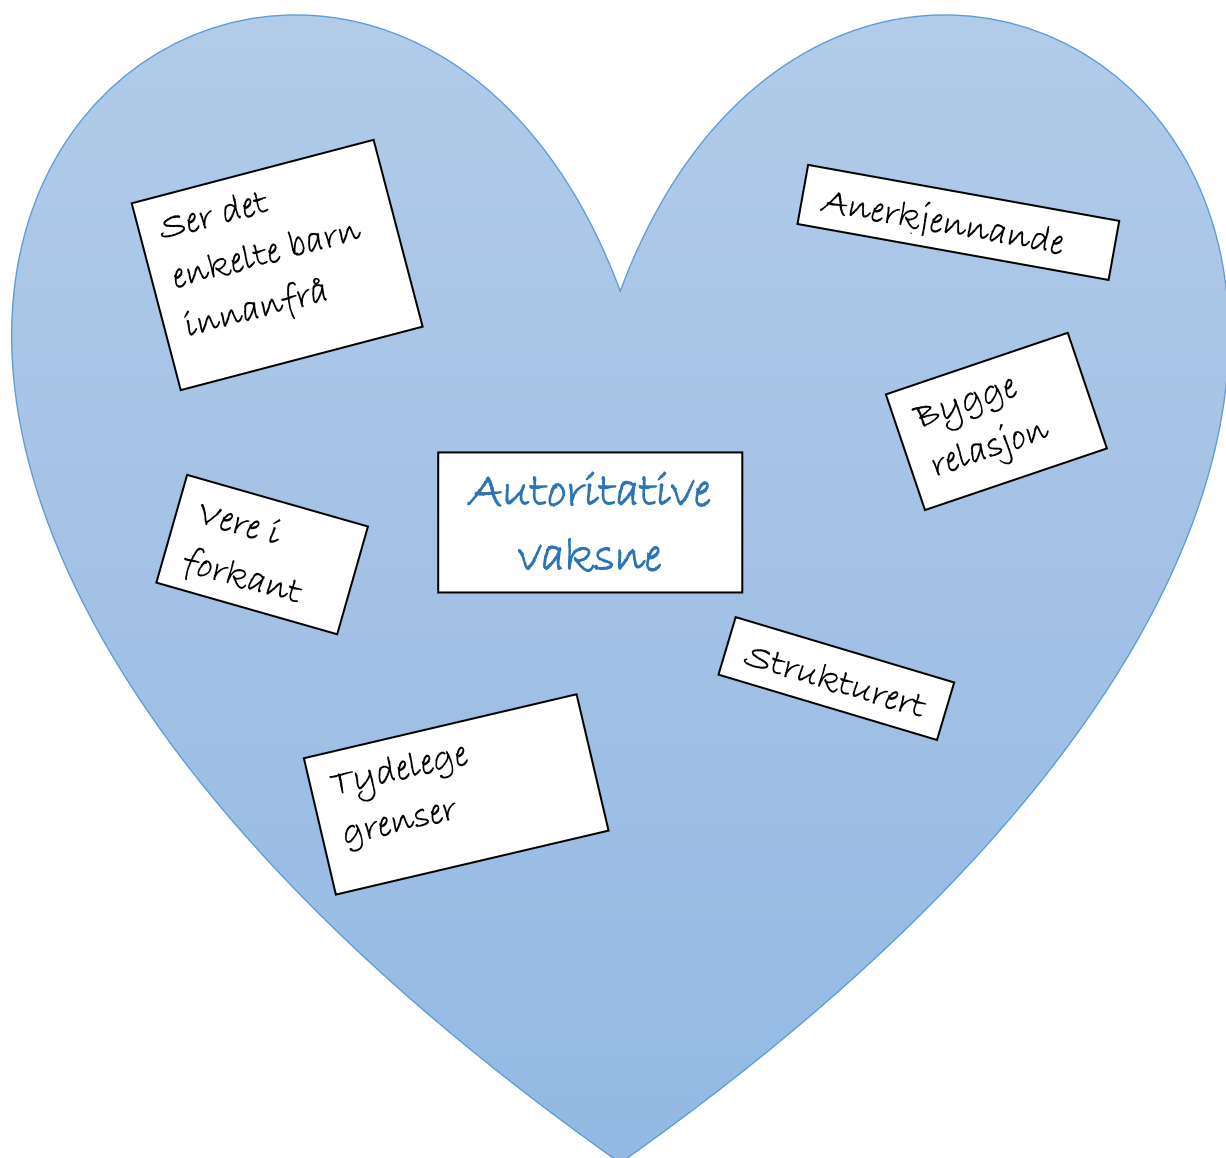 Ser det
enkelte barn
innanfrå
Anerkjennande
Bygge
relasjon
Autoritative
vaksne
Vere i
forkant
Strukturert
Tydelege
grenser